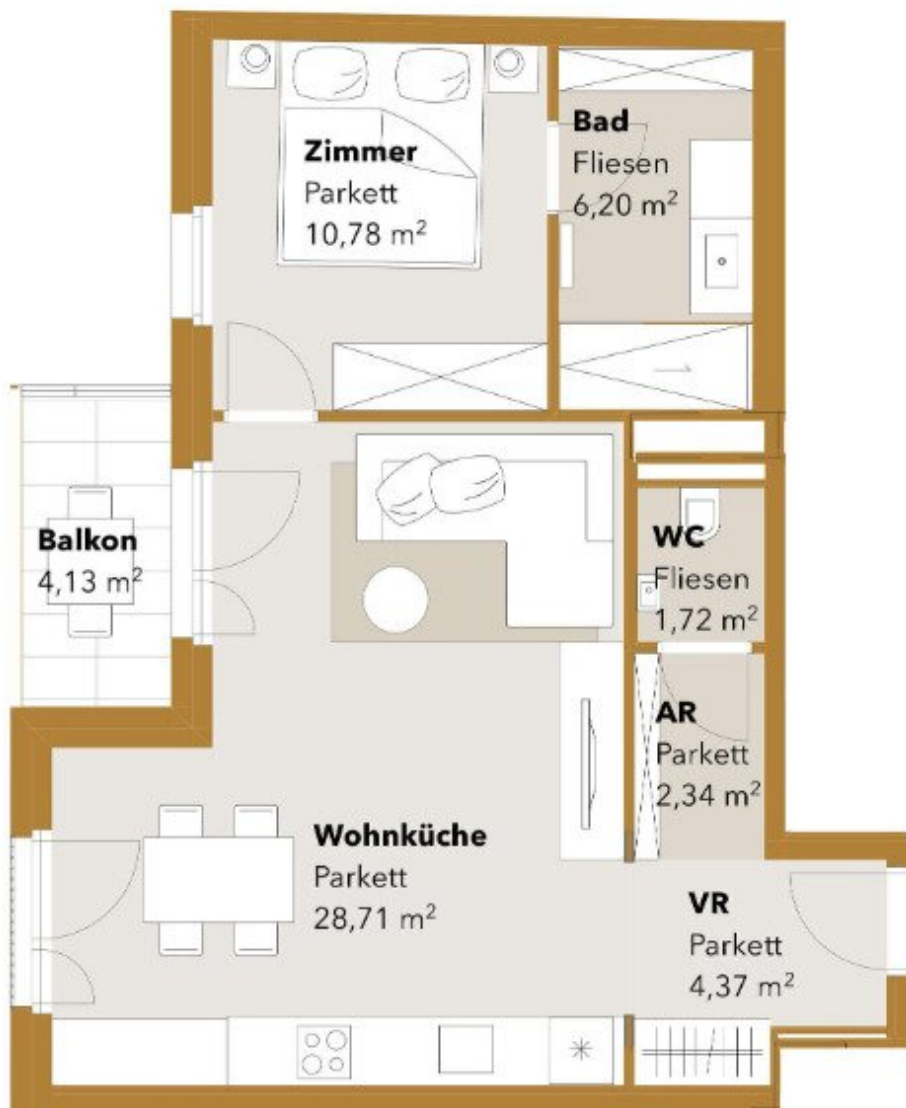 Zimmer
Parkett
10,78 m²
Bad
Fliesen
6,20 m²
Balkon
4,13 m²
WC
Fliesen
1,72 m²
AR
Parkett
2,34 m²
Wohnküche
Parkett
28,71 m²
VR
Parkett
4,37 m²